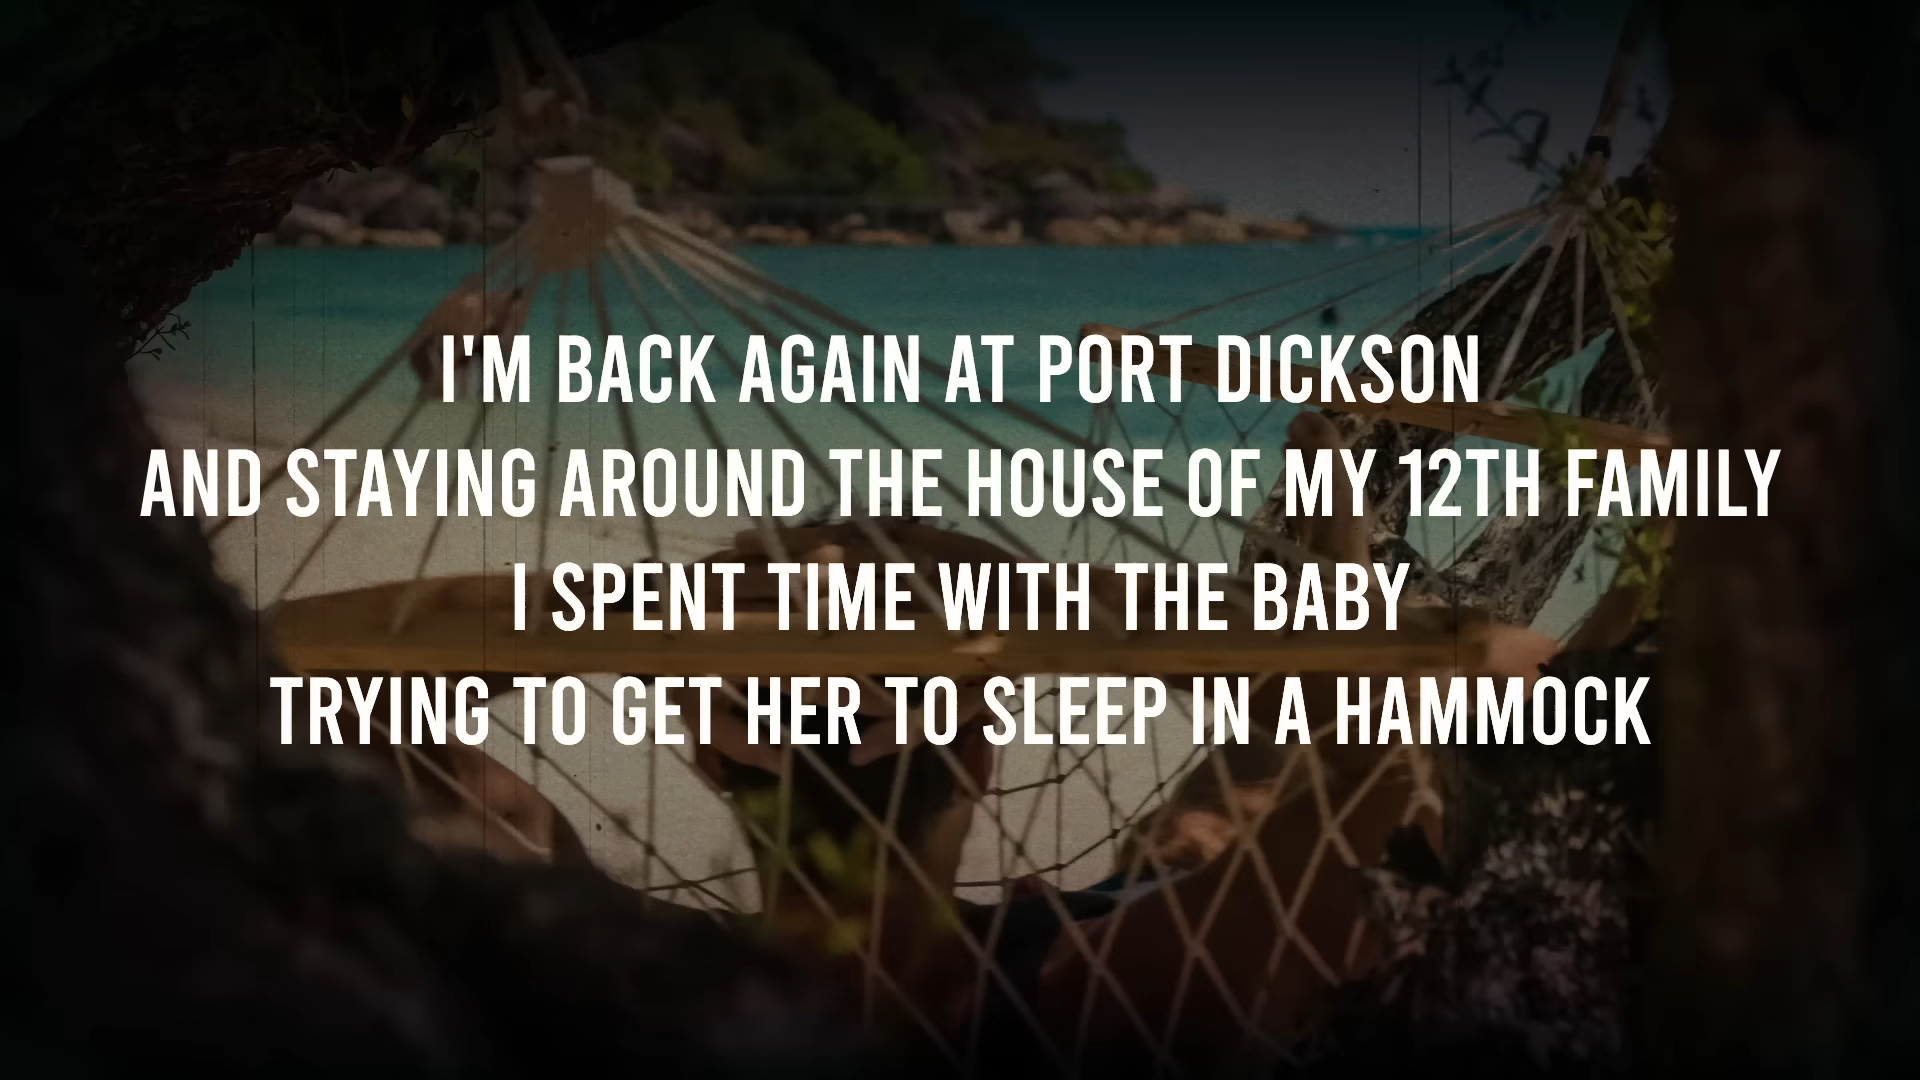 I'M BACK AGAIN AT PORT DICKSON
AND STAYING AROUND THE HOUSE OF MY 12TH FAMILY
I SPENT TIME WITH THE BABY
TRYING TO GET HER TO SLEEP IN A HAMMOCK